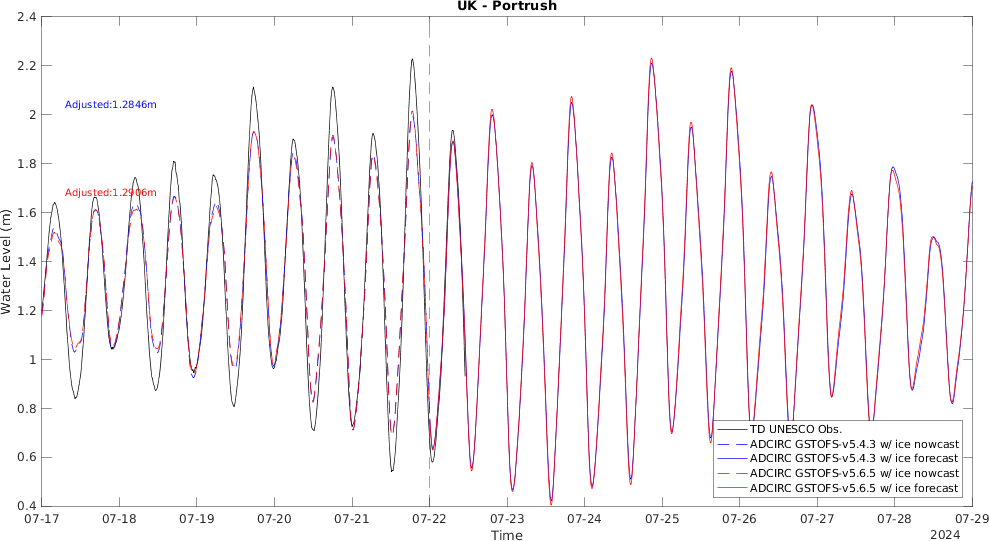 UK - Portrush
2.4
2.2
2
1.8
1.6
1.4
1.2
1
0.8
0.6
0.4
Water Level (m)
Adjusted:1.2846m
Adjusted:1.2906m
TD UNESCO Obs.
ADCIRC GSTOFS-v5.4.3 w/ ice nowcast
ADCIRC GSTOFS-v5.4.3 w/ ice forecast
ADCIRC GSTOFS-v5.6.5 w/ ice nowcast
ADCIRC GSTOFS-v5.6.5 w/ ice forecast
07-17 07-18 07-19 07-20 07-21 07-22 07-23 07-24 07-25 07-26 07-27 07-28 07-29
Time
2024